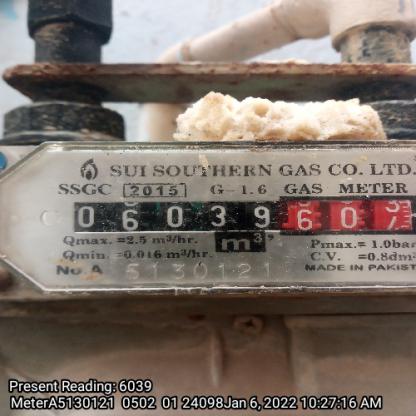 SUI SOUTHERN GAS CO. LTD.
SSGC 2015 G-1.6 GAS METER
0 6 0 3 9 6 0 7
Qmax. =2.5 m³/hr. m³ Pmax.= 1.0bar
Qmin. =0.016 m³/hr. C.V. =0.8dm³
No. A 5130121 MADE IN PAKIST
Present Reading: 6039
MeterA5130121 0502 01 24098Jan 6, 2022 10:27:16 AM